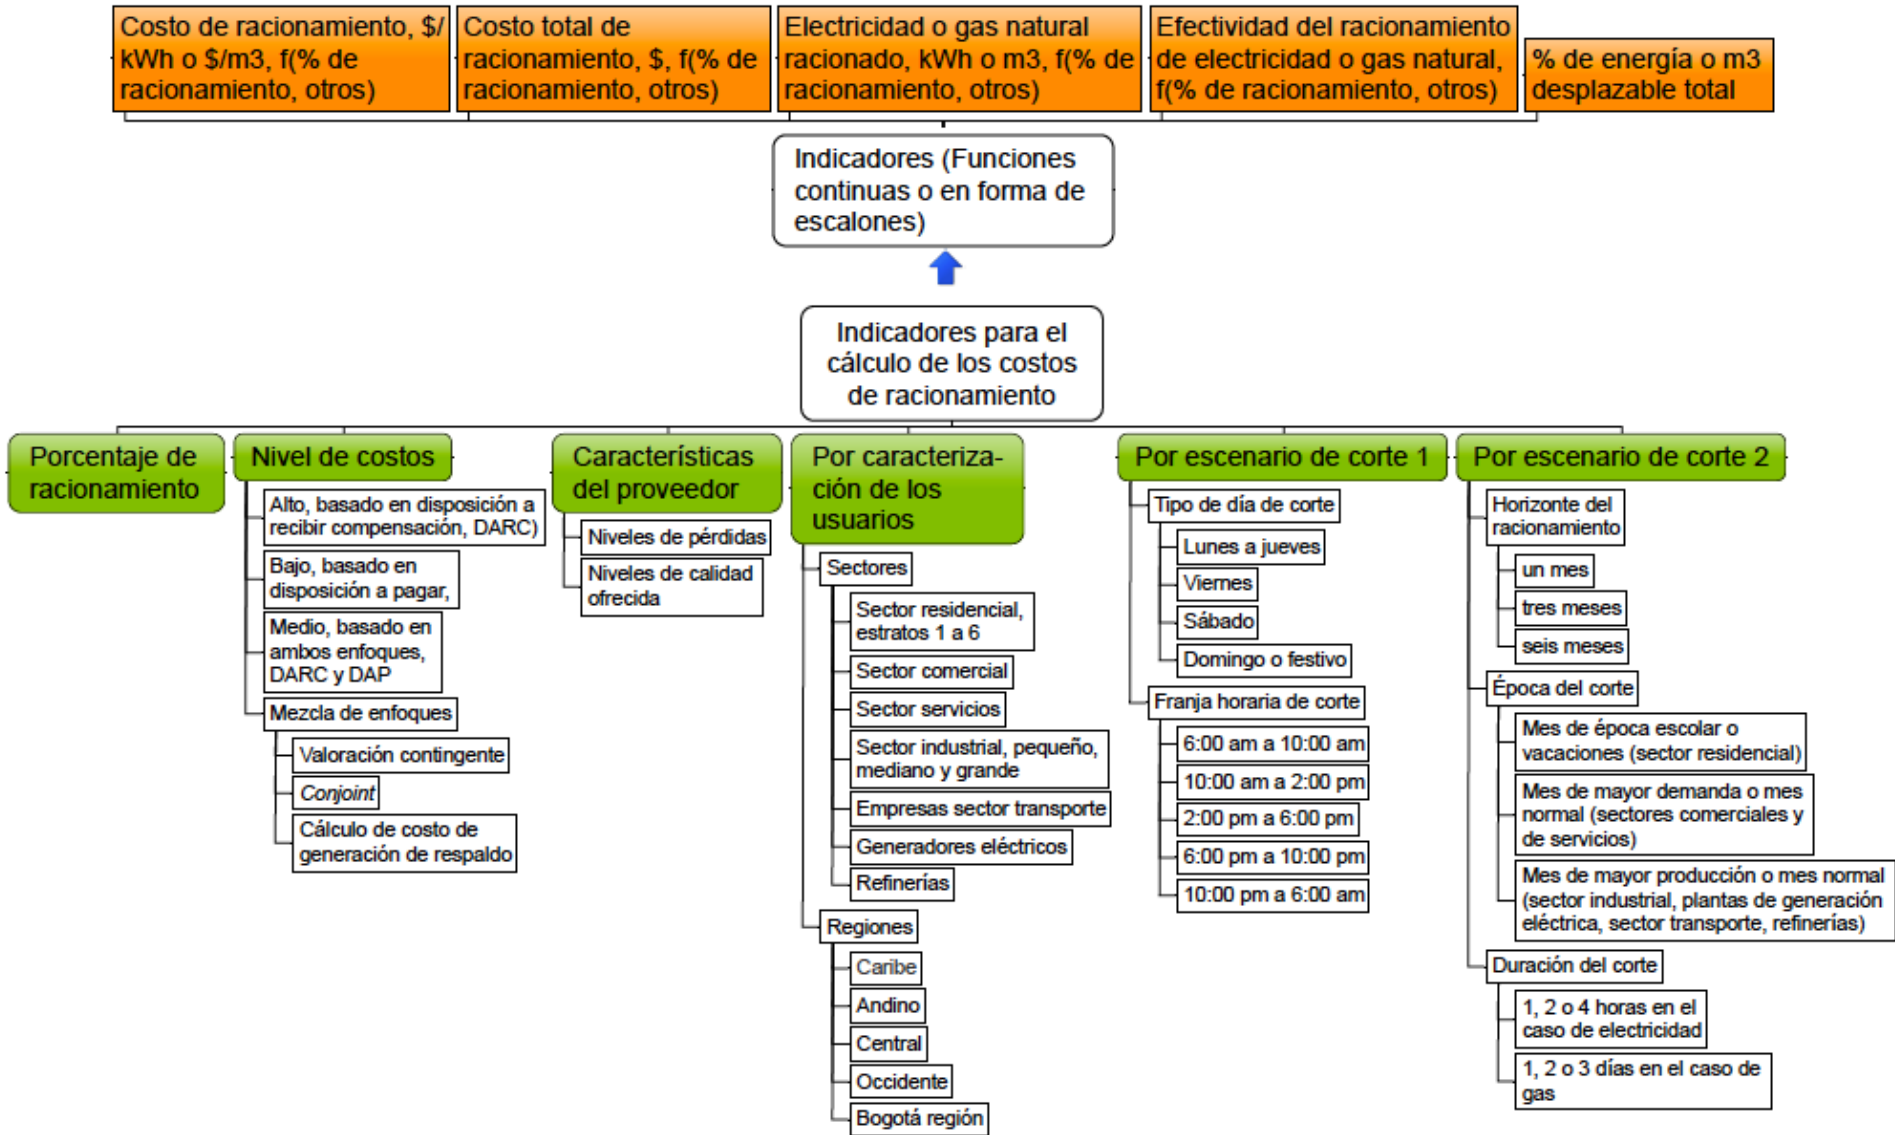 Costo de racionamiento, $/
kWh o $/m3, f(% de
racionamiento, otros)
Costo total de
racionamiento, $, f(% de
racionamiento, otros)
Electricidad o gas natural
racionado, kWh o m3, f(% de
racionamiento, otros)
Efectividad del racionamiento
de electricidad o gas natural,
f(% de racionamiento, otros)
% de energía o m3
desplazable total
Indicadores (Funciones
continuas o en forma de
escalones)
Indicadores para el
cálculo de los costos
de racionamiento
Porcentaje de
racionamiento
Nivel de costos
Alto, basado en disposición a
recibir compensación, DARC)
Bajo, basado en
disposición a pagar,
Medio, basado en
ambos enfoques,
DARC y DAP
Mezcla de enfoques
Valoración contingente
Conjoint
Cálculo de costo de
generación de respaldo
Características
del proveedor
Niveles de pérdidas
Niveles de calidad
ofrecida
Por caracteriza-
ción de los
usuarios
Sectores
Sector residencial,
estratos 1 a 6
Sector comercial
Sector servicios
Sector industrial, pequeño,
mediano y grande
Empresas sector transporte
Generadores eléctricos
Refinerías
Regiones
Caribe
Andino
Central
Occidente
Bogotá región
Por escenario de corte 1
Tipo de día de corte
Lunes a jueves
Viernes
Sábado
Domingo o festivo
Franja horaria de corte
6:00 am a 10:00 am
10:00 am a 2:00 pm
2:00 pm a 6:00 pm
6:00 pm a 10:00 pm
10:00 pm a 6:00 am
Por escenario de corte 2
Horizonte del
racionamiento
un mes
tres meses
seis meses
Época del corte
Mes de época escolar o
vacaciones (sector residencial)
Mes de mayor demanda o mes
normal (sectores comerciales y
de servicios)
Mes de mayor producción o mes normal
(sector industrial, plantas de generación
eléctrica, sector transporte, refinerías)
Duración del corte
1, 2 o 4 horas en el
caso de electricidad
1, 2 o 3 días en el caso de
gas